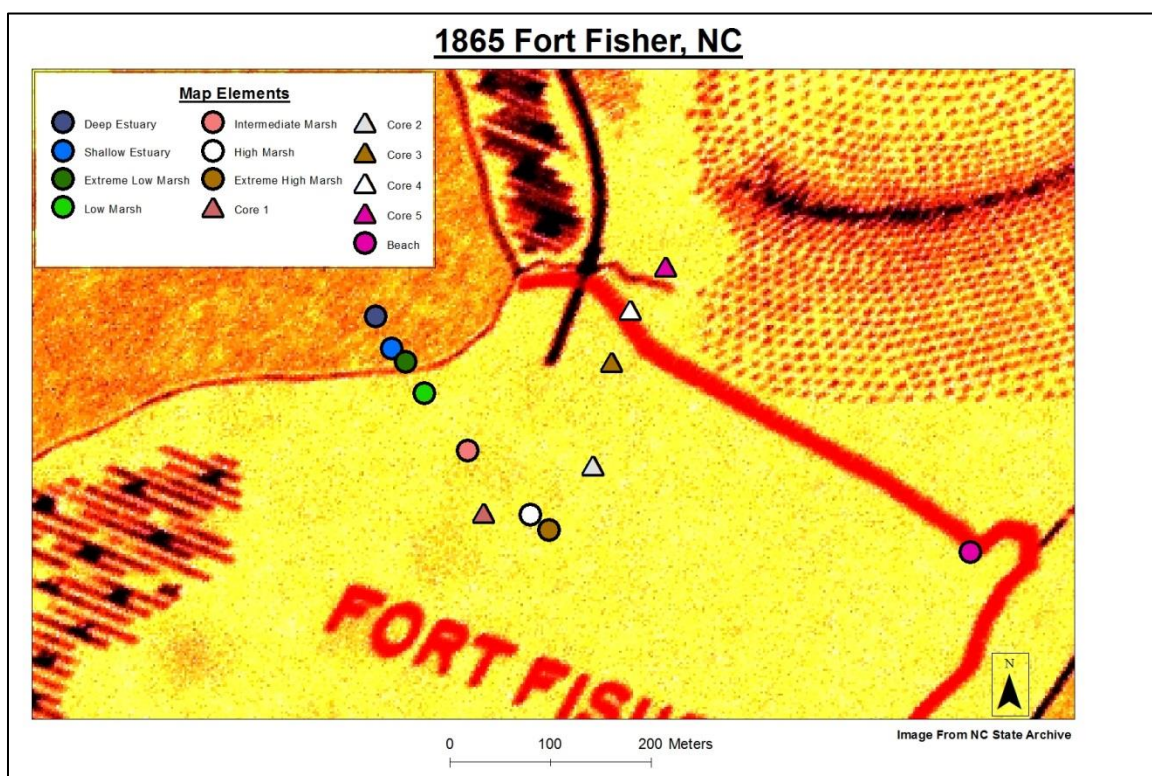 1865 Fort Fisher, NC
Map Elements
Deep Estuary
Shallow Estuary
Extreme Low Marsh
Low Marsh
Intermediate Marsh
High Marsh
Extreme High Marsh
Core 1
Core 2
Core 3
Core 4
Core 5
Beach
FORT FISH
N
Image From NC State Archive
0 100 200 Meters